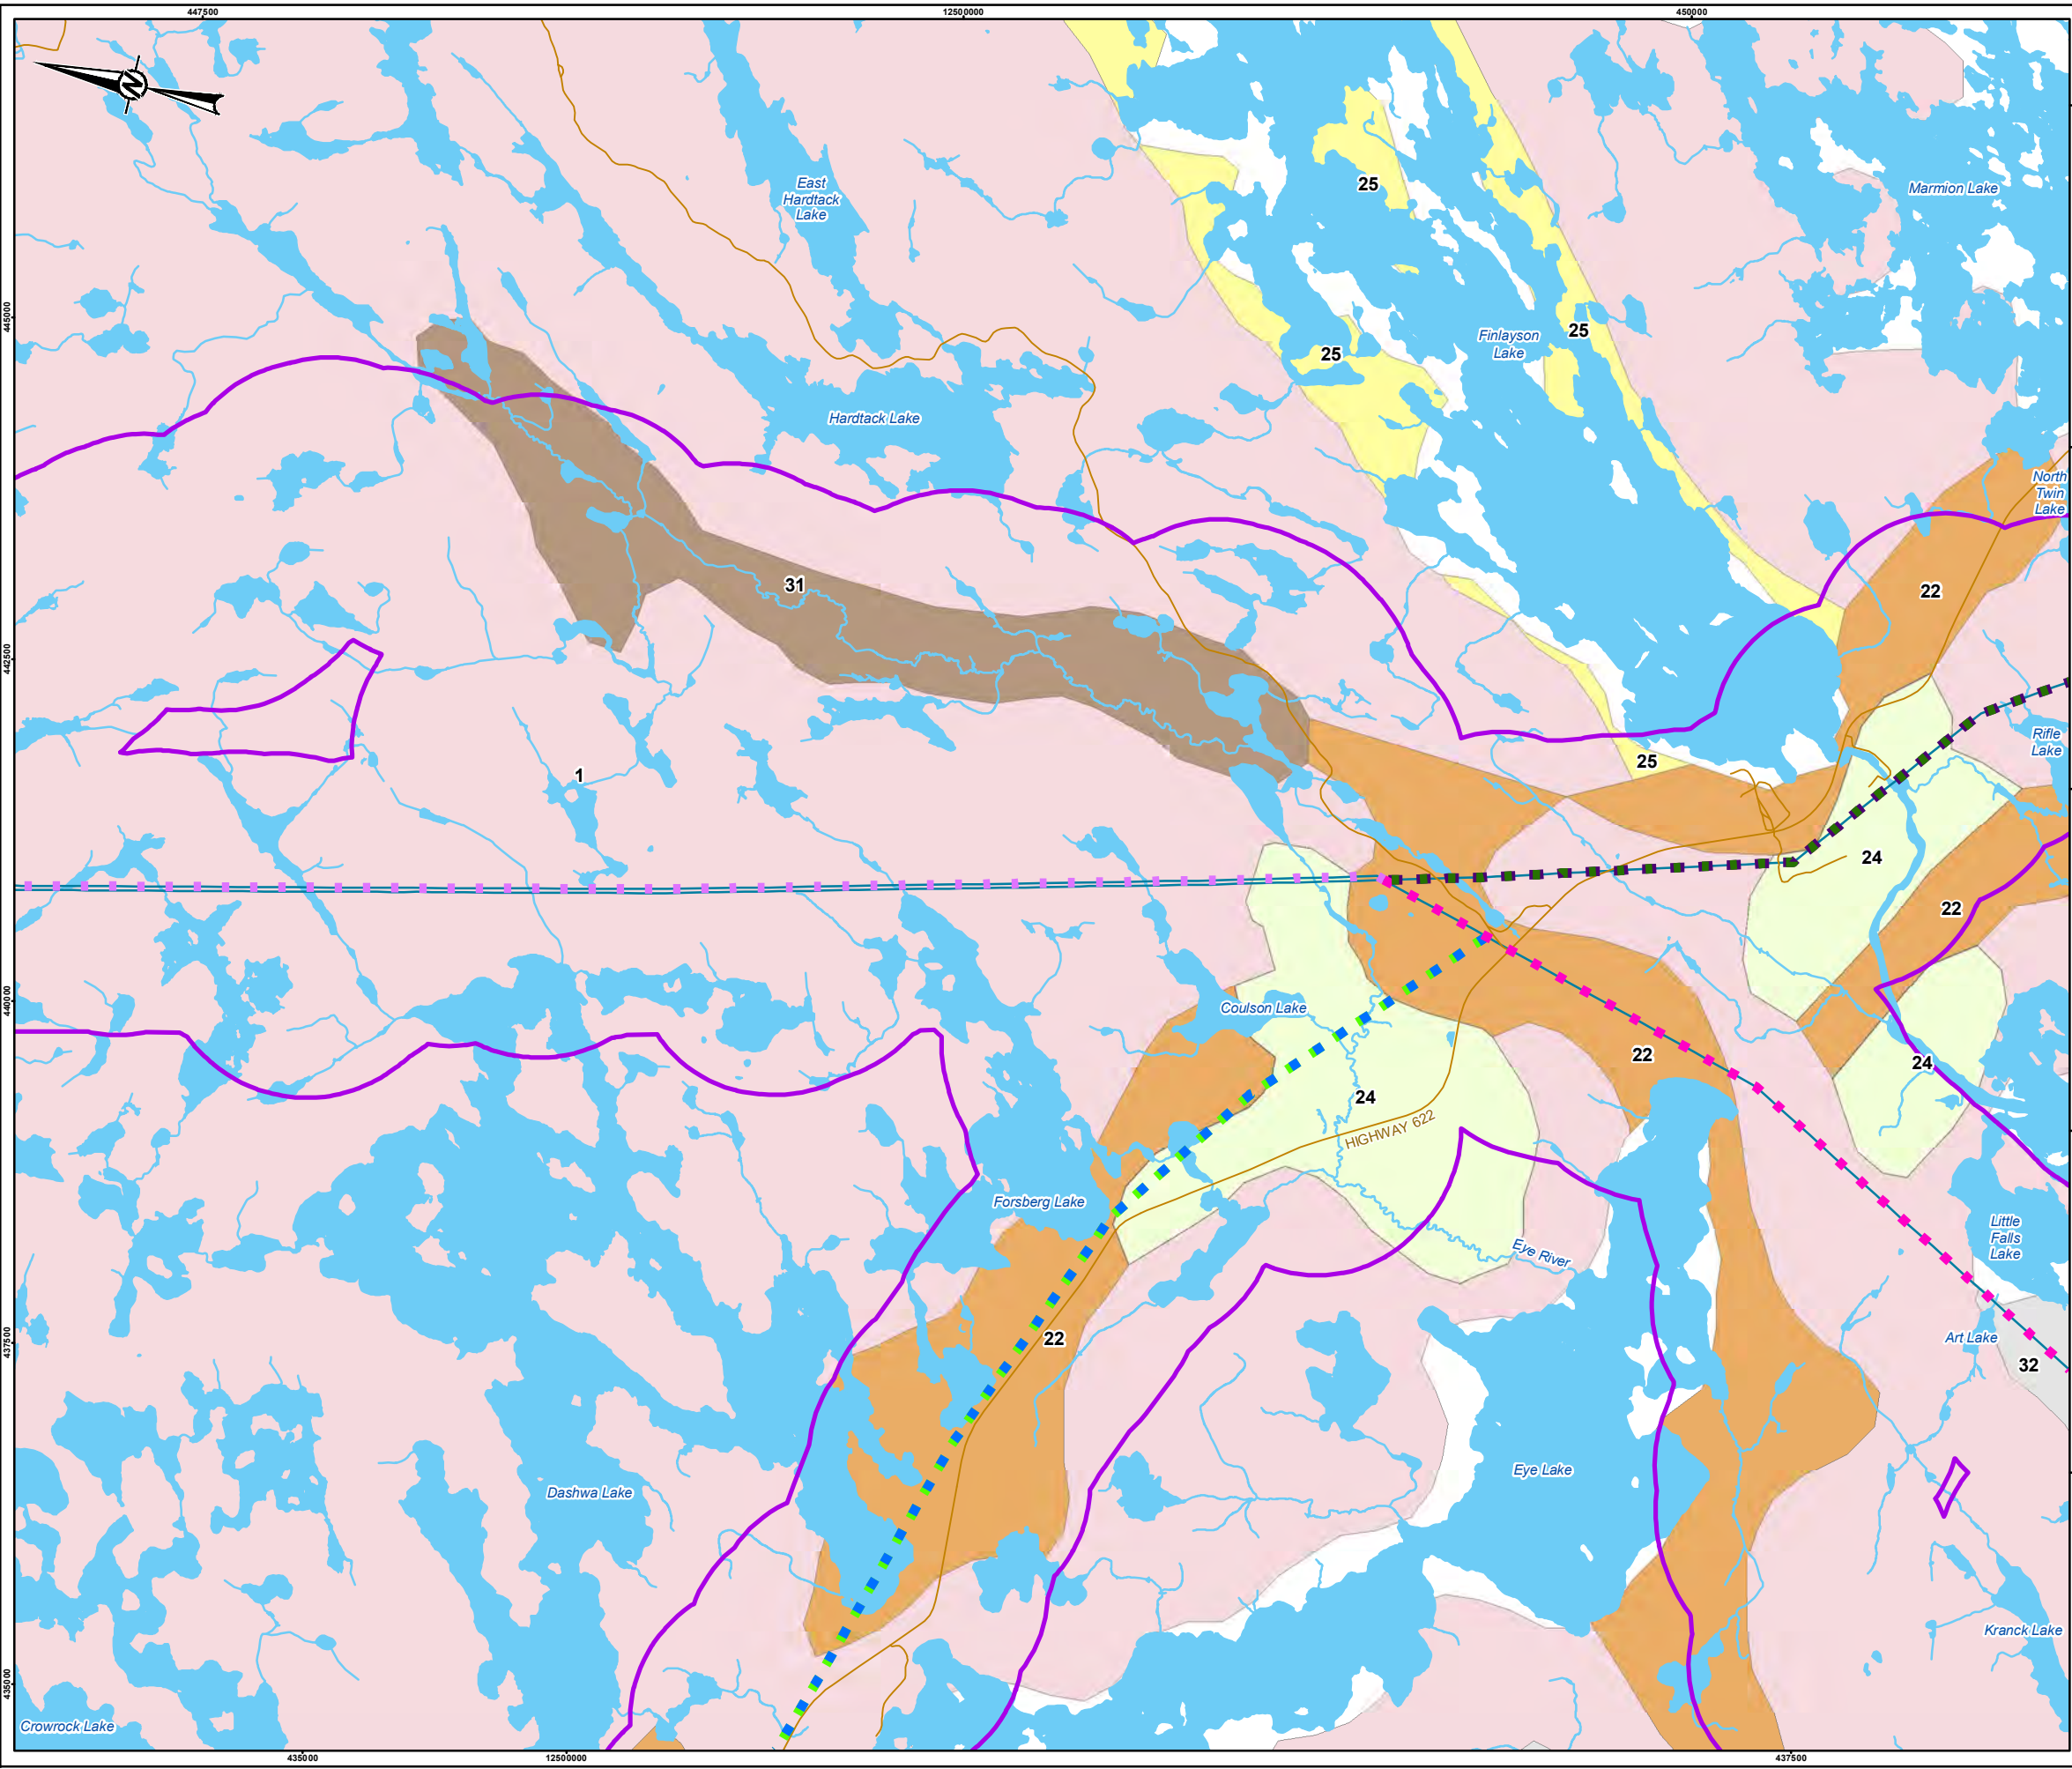 447500
12500000
450000
N
East
Hardtack
Lake
25
Marmion Lake
445000
25
Finlayson
Lake
25
Hardtack Lake
North
Twin
Lake
31
22
442500
Rifle
Lake
25
1
24
22
440000
Coulson Lake
22
24
24
HIGHWAY 622
Forsberg Lake
Little
Falls
Lake
Eye River
437500
22
Art Lake
32
Eye Lake
Dashwa Lake
Kranck Lake
435000
Crowrock Lake
435000
12500000
437500